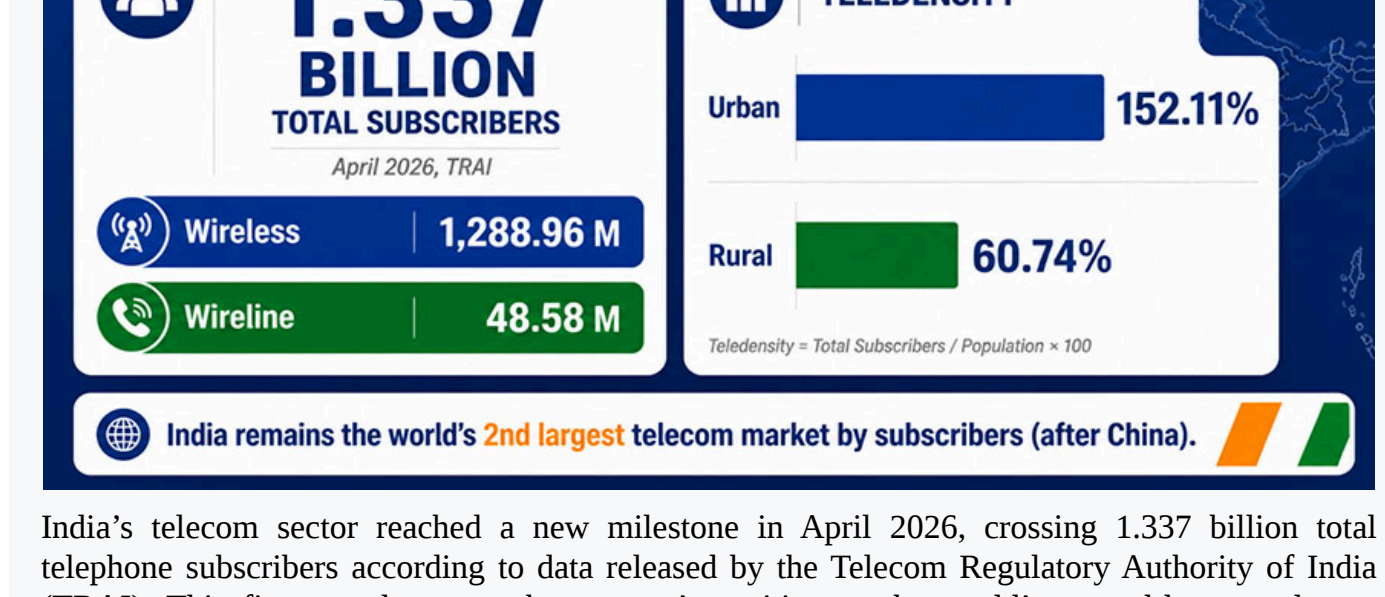 1.337
TELEDENSITY
BILLION
TOTAL SUBSCRIBERS
April 2026, TRAI
Wireless 1,288.96 M
Wireline 48.58 M
Urban 152.11%
Rural 60.74%
Teledensity = Total Subscribers / Population × 100
India remains the world's 2nd largest telecom market by subscribers (after China).
India’s telecom sector reached a new milestone in April 2026, crossing 1.337 billion total
telephone subscribers according to data released by the Telecom Regulatory Authority of India